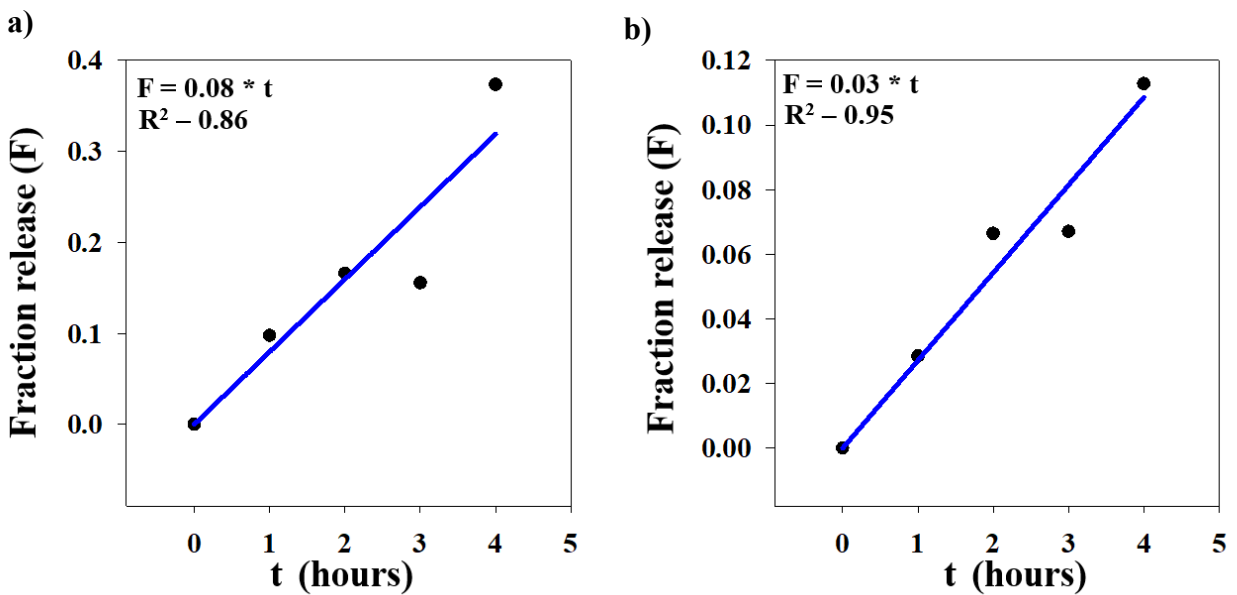 a)
F = 0.08 * t
R² – 0.86
Fraction release (F)
0.4
0.3
0.2
0.1
0.0
0 1 2 3 4 5
t (hours)
b)
F = 0.03 * t
R² – 0.95
Fraction release (F)
0.12
0.10
0.08
0.06
0.04
0.02
0.00
0 1 2 3 4 5
t (hours)